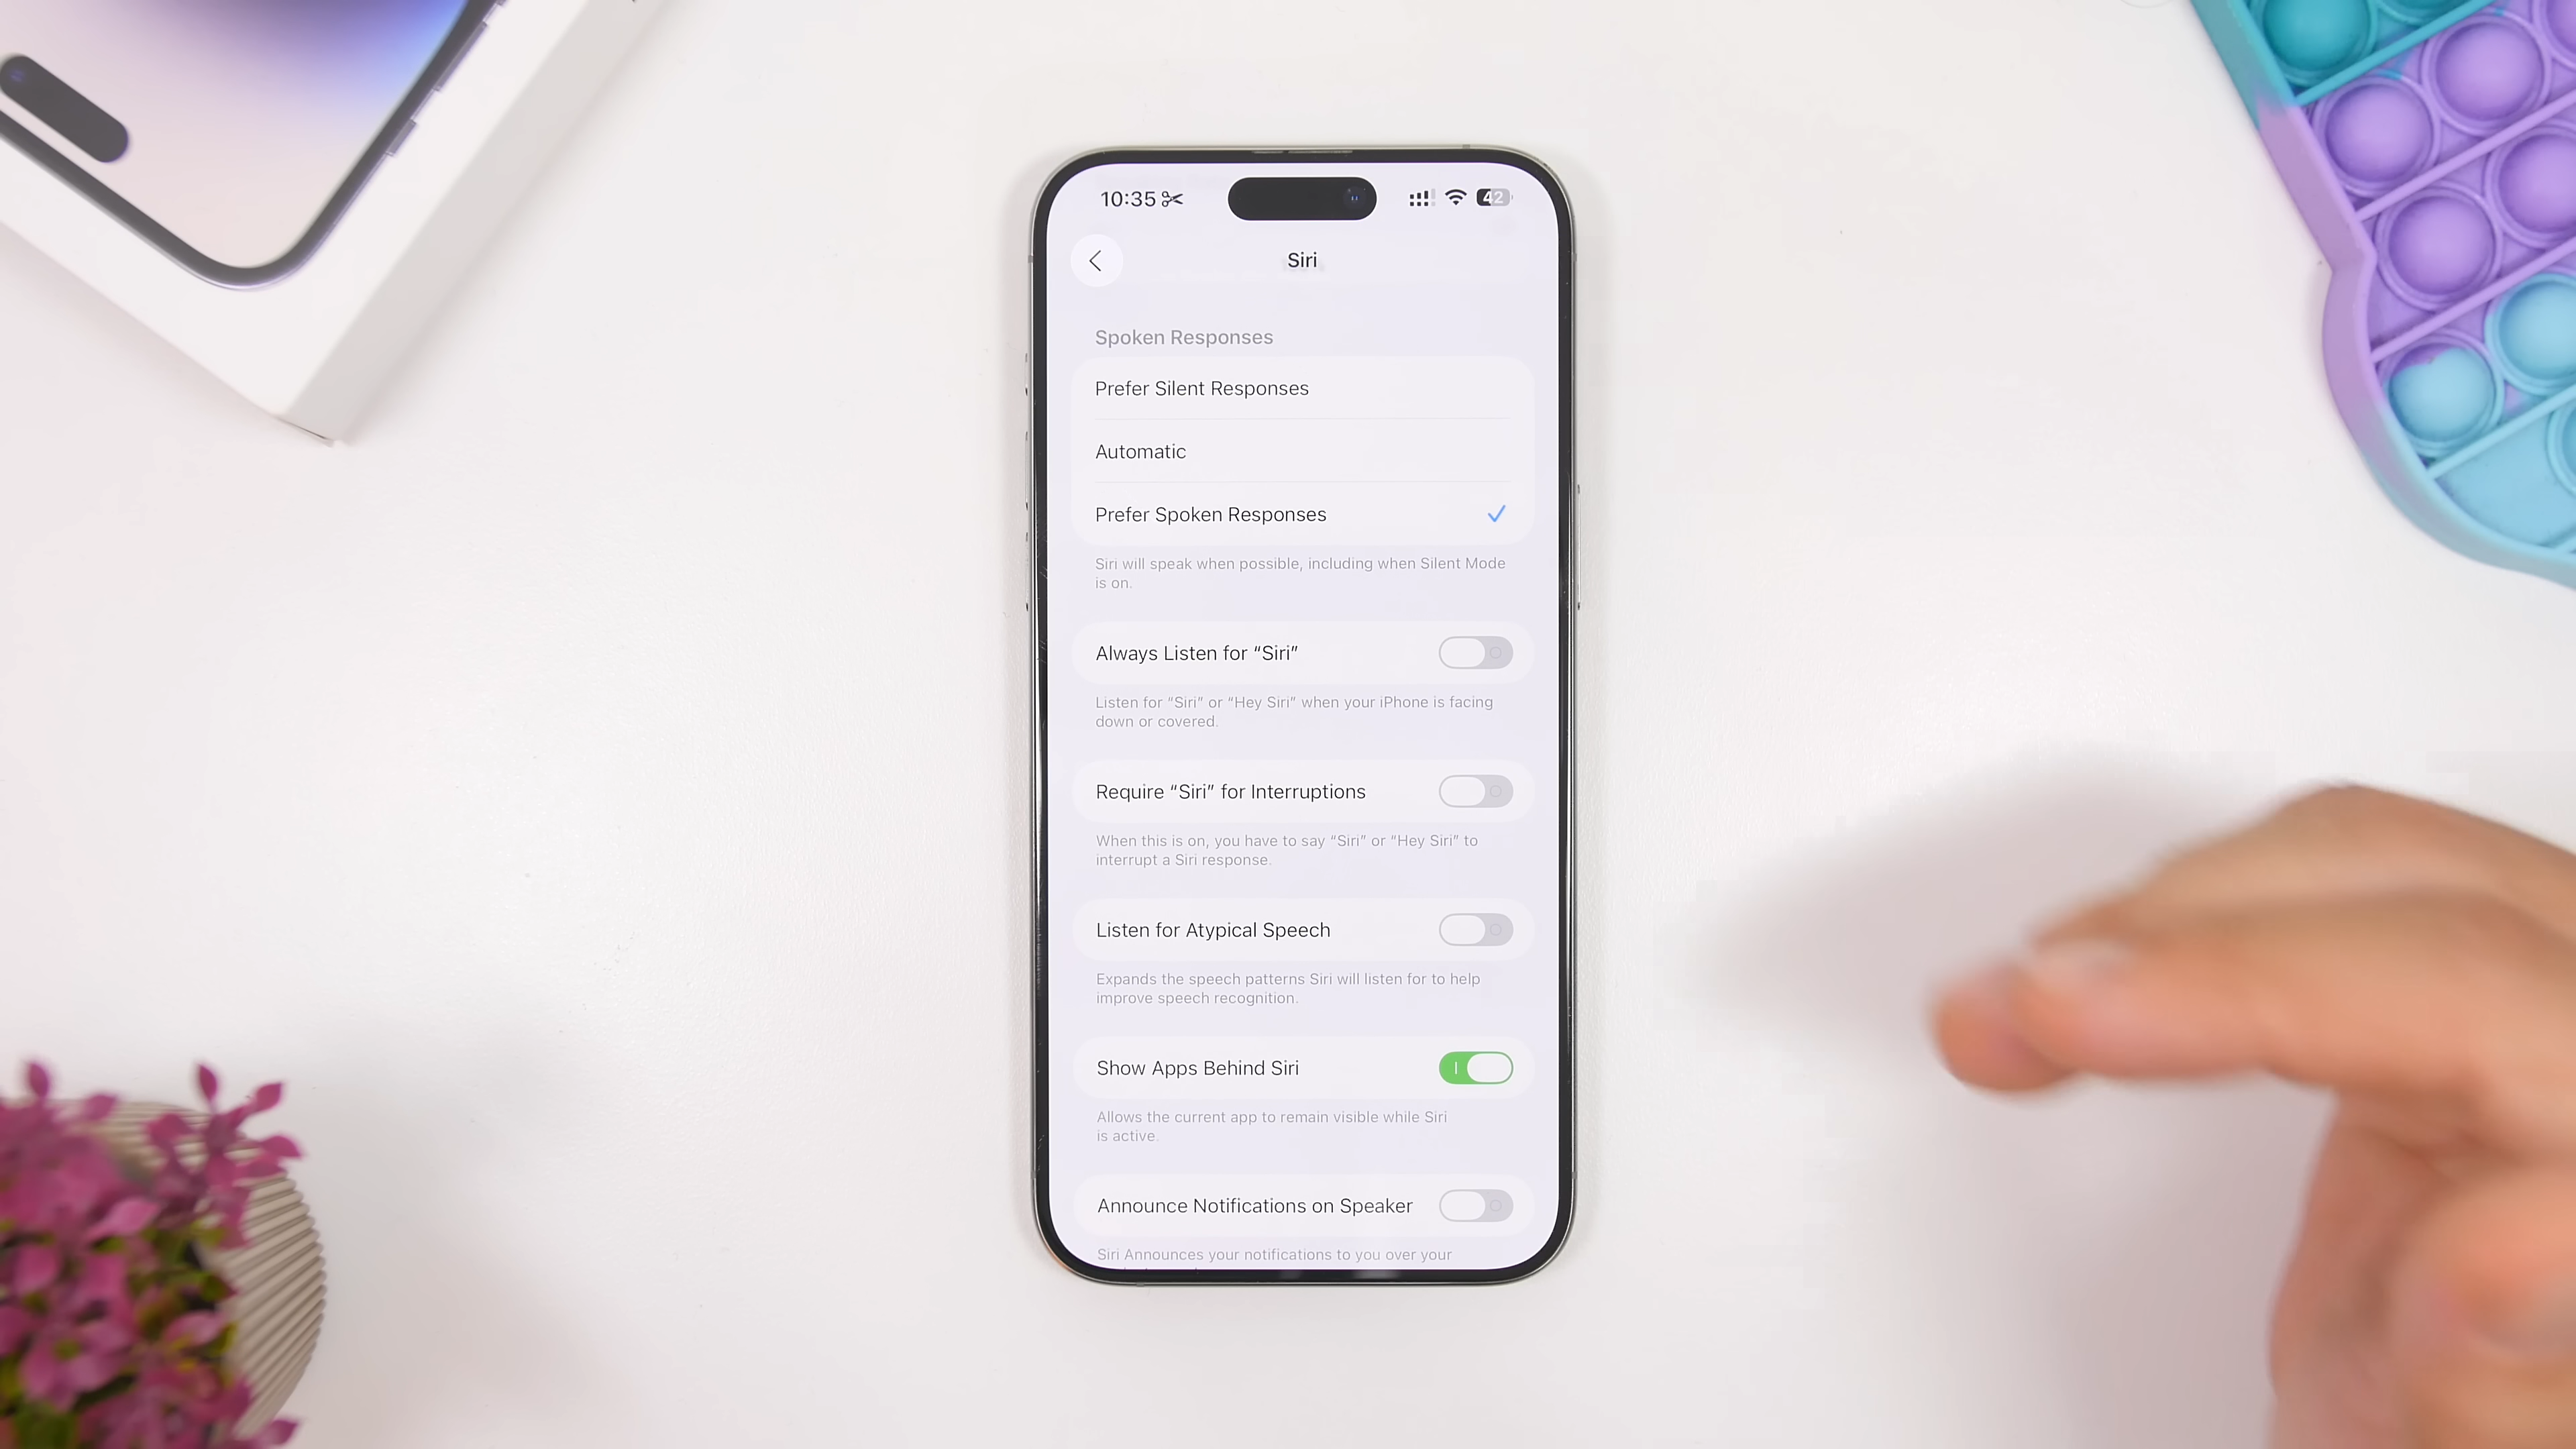 10:35
42
Siri
Spoken Responses
Prefer Silent Responses
Automatic
Prefer Spoken Responses
Siri will speak when possible, including when Silent Mode
is on.
Always Listen for “Siri”
Listen for “Siri” or “Hey Siri” when your iPhone is facing
down or covered.
Require “Siri” for Interruptions
When this is on, you have to say “Siri” or “Hey Siri” to
interrupt a Siri response.
Listen for Atypical Speech
Expands the speech patterns Siri will listen for to help
improve speech recognition.
Show Apps Behind Siri
Allows the current app to remain visible while Siri
is active.
Announce Notifications on Speaker
Siri Announces your notifications to you over your